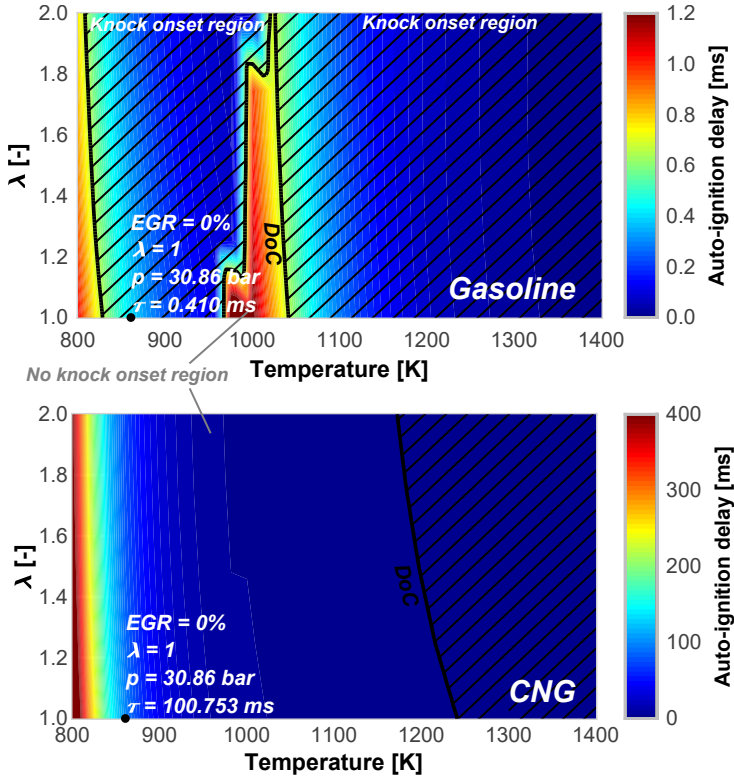 Knock onset region
Knock onset region
2.0
1.8
1.6
1.4
1.2
1.0
λ [-]
EGR = 0%
λ = 1
p = 30.86 bar
τ = 0.410 ms
DoC
Gasoline
800 900 1000 1100 1200 1300 1400
Temperature [K]
1.2
1.0
0.8
0.6
0.4
0.2
0.0
Auto-ignition delay [ms]
No knock onset region
2.0
1.8
1.6
1.4
1.2
1.0
λ [-]
EGR = 0%
λ = 1
p = 30.86 bar
τ = 100.753 ms
DoC
CNG
800 900 1000 1100 1200 1300 1400
Temperature [K]
400
300
200
100
0
Auto-ignition delay [ms]